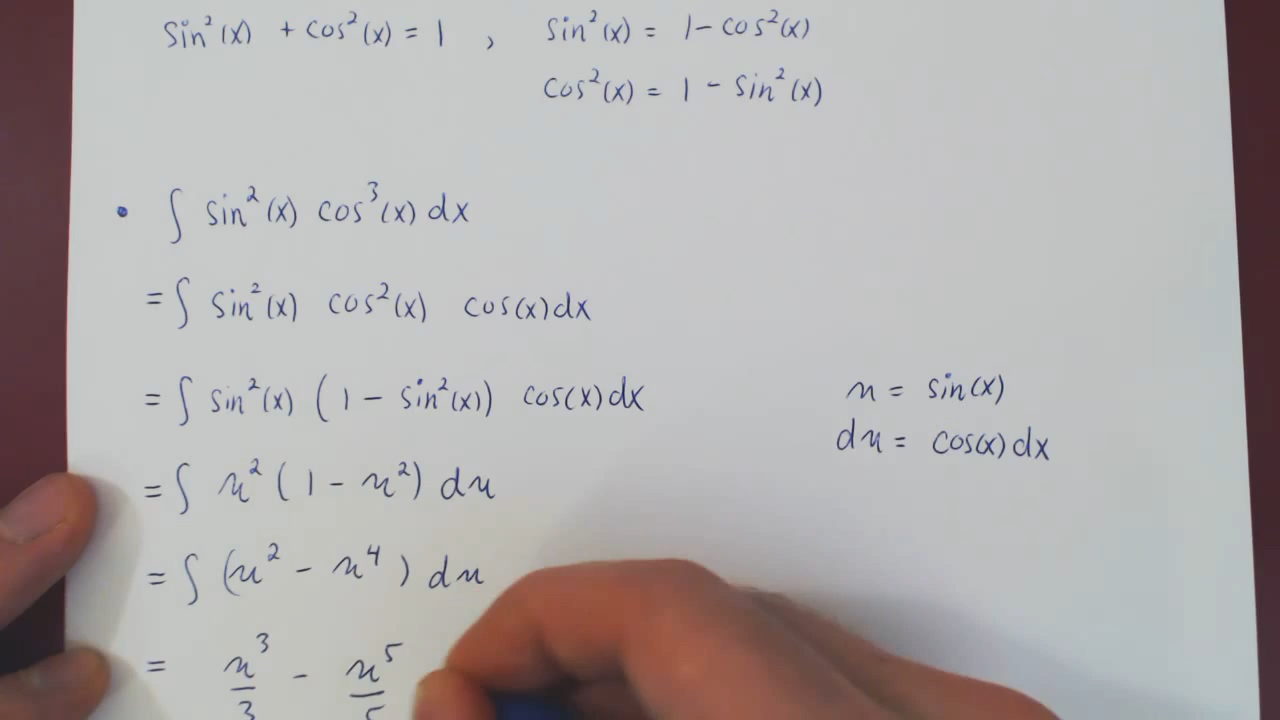 sin²(x) + cos²(x) = 1 , sin²(x) = 1 - cos²(x)
cos²(x) = 1 - sin²(x)
• ∫ sin²(x) cos³(x) dx
= ∫ sin²(x) cos²(x) cos(x) dx
= ∫ sin²(x) (1 - sin²(x)) cos(x) dx
u = sin(x)
du = cos(x) dx
= ∫ u² (1 - u²) du
= ∫ (u² - u⁴) du
= u³/3 - u⁵/5